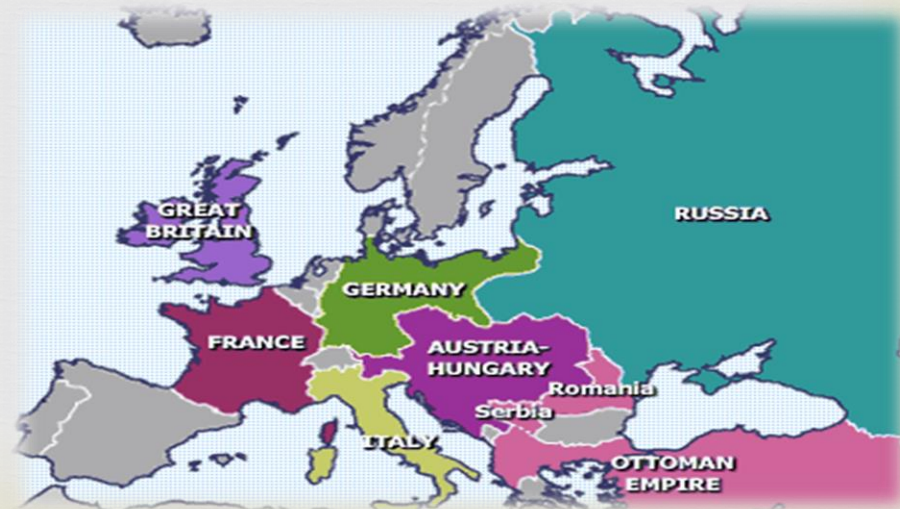 RUSSIA
GREAT
BRITAIN
GERMANY
FRANCE
AUSTRIA-
HUNGARY
Romania
Serbia
ITALY
OTTOMAN
EMPIRE